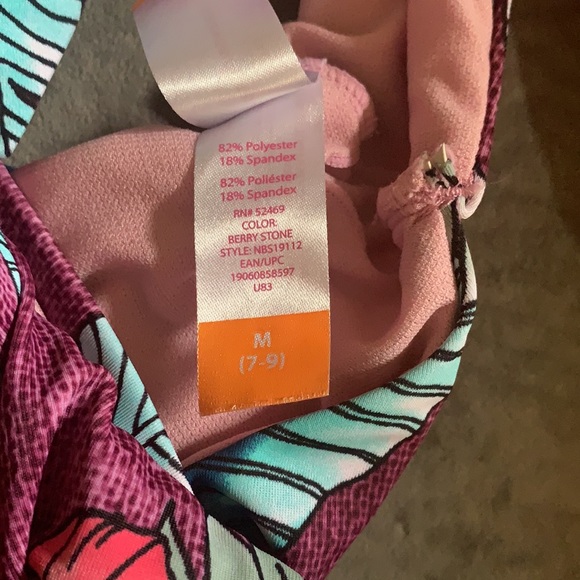 82% Polyester
18% Spandex
82% Poliéster
18% Spandex
RN# 52469
COLOR:
BERRY STONE
STYLE: NBS19112
EAN/UPC
19060858597
U83
M
(7-9)